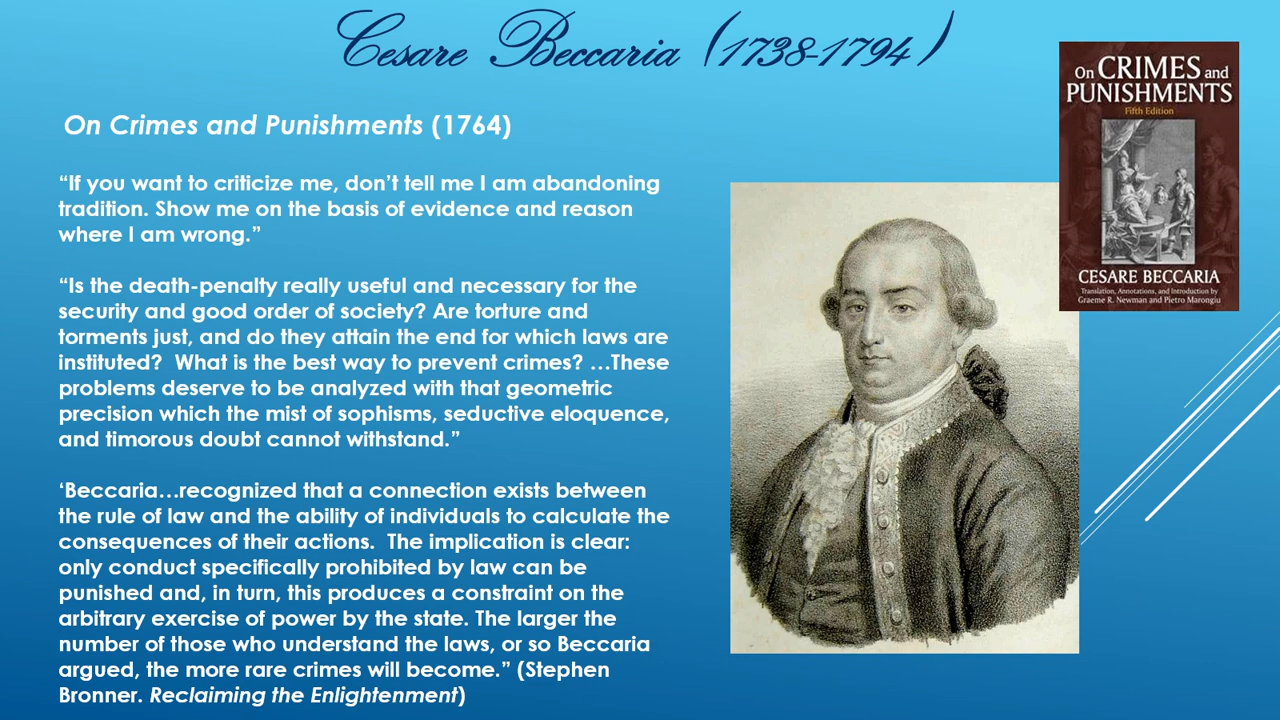 Cesare Beccaria (1738-1794)
On Crimes and Punishments (1764)
“If you want to criticize me, don’t tell me I am abandoning
tradition. Show me on the basis of evidence and reason
where I am wrong.”
“Is the death-penalty really useful and necessary for the
security and good order of society? Are torture and
torments just, and do they attain the end for which laws are
instituted?  What is the best way to prevent crimes? …These
problems deserve to be analyzed with that geometric
precision which the mist of sophisms, seductive eloquence,
and timorous doubt cannot withstand.”
‘Beccaria…recognized that a connection exists between
the rule of law and the ability of individuals to calculate the
consequences of their actions.  The implication is clear:
only conduct specifically prohibited by law can be
punished and, in turn, this produces a constraint on the
arbitrary exercise of power by the state. The larger the
number of those who understand the laws, or so Beccaria
argued, the more rare crimes will become.” (Stephen
Bronner. Reclaiming the Enlightenment)
On CRIMES and
PUNISHMENTS
Fifth Edition
CESARE BECCARIA
Translation, Annotations, and Introduction by
Graeme R. Newman and Pietro Marongiu